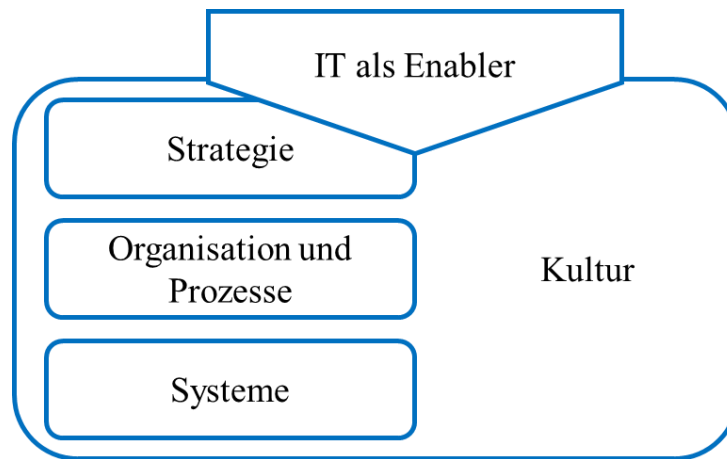 IT als Enabler
Strategie
Organisation und
Prozesse
Kultur
Systeme